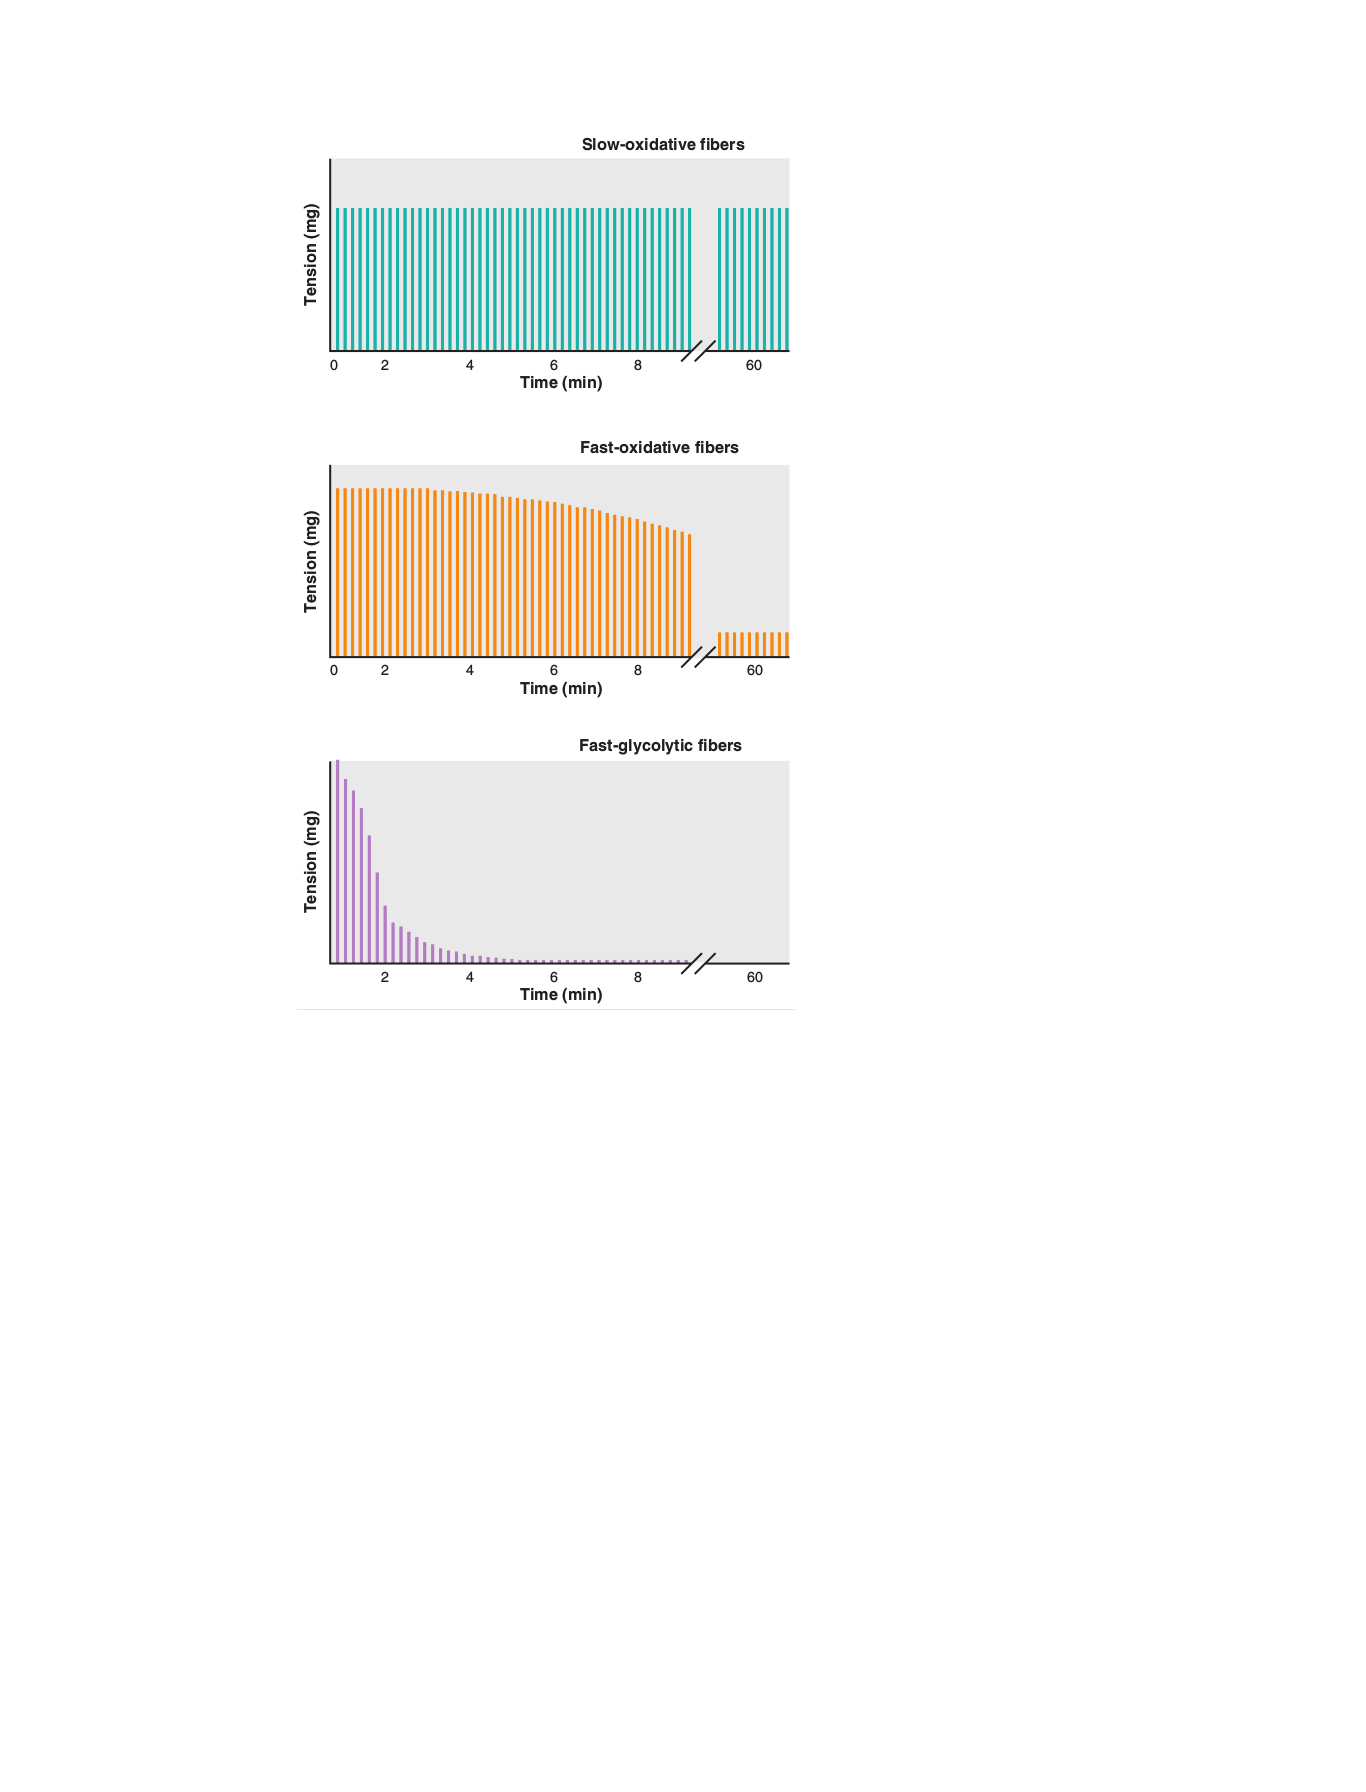 Slow-oxidative fibers
Tension (mg)
0 2 4 6 8 60
Time (min)
Fast-oxidative fibers
Tension (mg)
0 2 4 6 8 60
Time (min)
Fast-glycolytic fibers
Tension (mg)
2 4 6 8 60
Time (min)